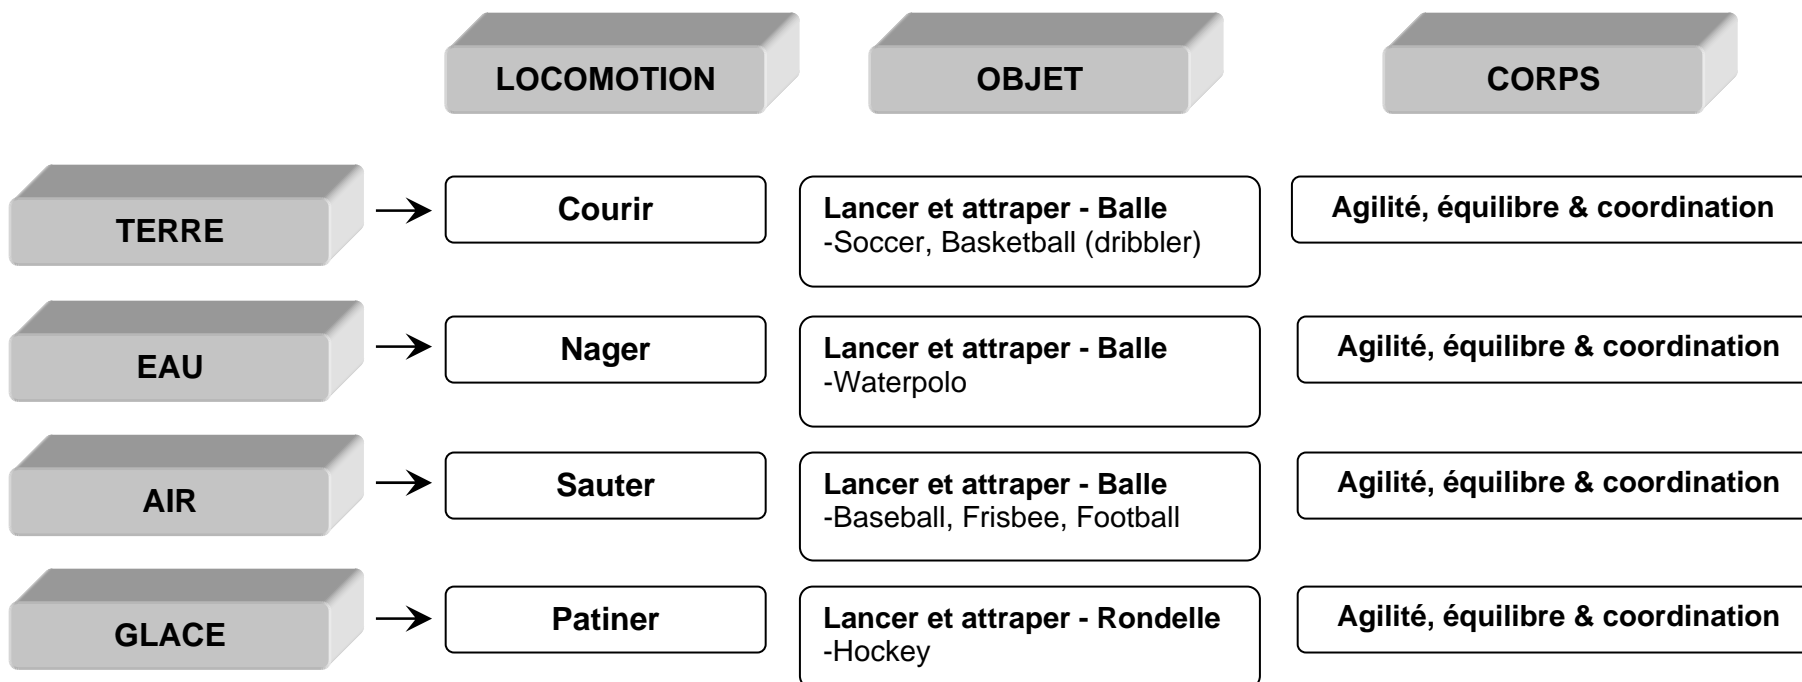 LOCOMOTION
OBJET
CORPS
TERRE
Courir
Lancer et attraper - Balle
-Soccer, Basketball (dribbler)
Agilité, équilibre & coordination
EAU
Nager
Lancer et attraper - Balle
-Waterpolo
Agilité, équilibre & coordination
AIR
Sauter
Lancer et attraper - Balle
-Baseball, Frisbee, Football
Agilité, équilibre & coordination
GLACE
Patiner
Lancer et attraper - Rondelle
-Hockey
Agilité, équilibre & coordination